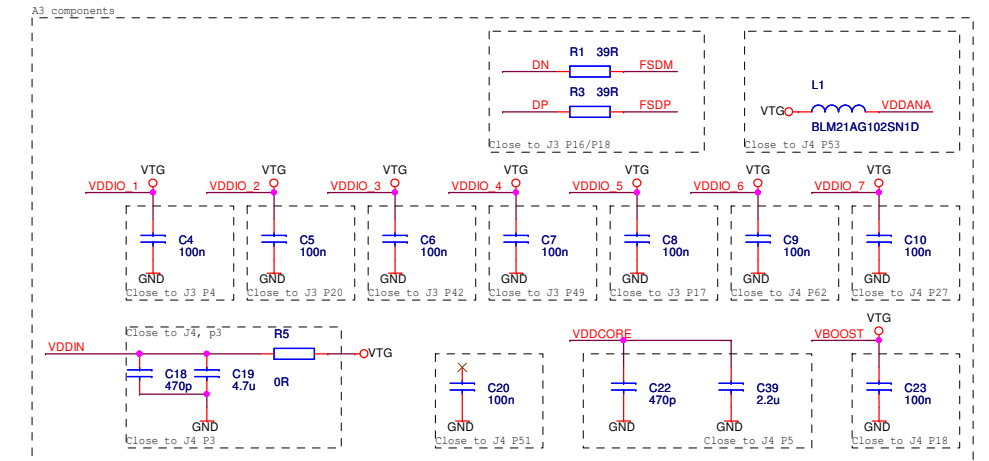 A3 components
R1 39R
DN FSDM
R3 39R
DP FSDP
Close to J3 P16/P18
L1
VTG VDDANA
BLM21AG102SN1D
Close to J4 P53
VTG VTG VTG VTG VTG VTG VTG
VDDIO_1 VDDIO_2 VDDIO_3 VDDIO_4 VDDIO_5 VDDIO_6 VDDIO_7
C4 C5 C6 C7 C8 C9 C10
100n 100n 100n 100n 100n 100n 100n
GND GND GND GND GND GND GND
Close to J3 P4 Close to J3 P20 Close to J3 P42 Close to J3 P49 Close to J3 P17 Close to J4 P62 Close to J4 P27
Close to J4, p3 R5
VDDIN VTG
C18 C19
470p 4.7u 0R
GND
Close to J4 P3
C20
100n
GND
Close to J4 P51
VDDCORE
C22 C39
470p 2.2u
GND GND
Close to J4 P5
VTG
VBOOST
C23
100n
GND
Close to J4 P18